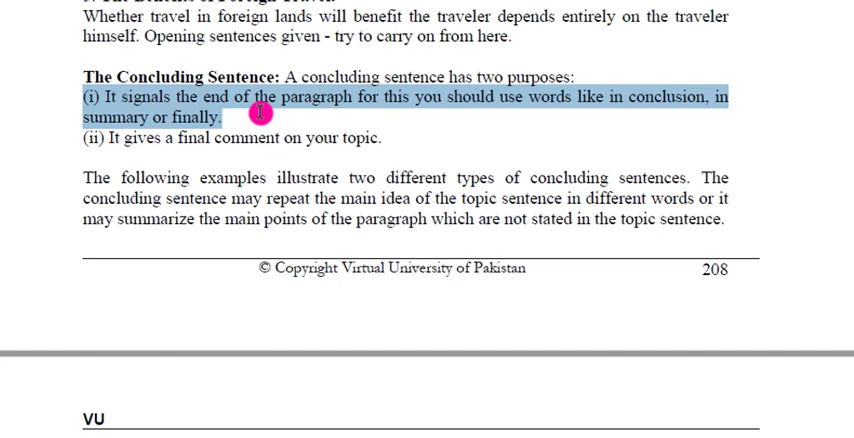 Whether travel in foreign lands will benefit the traveler depends entirely on the traveler
himself. Opening sentences given - try to carry on from here.
The Concluding Sentence: A concluding sentence has two purposes:
(i) It signals the end of the paragraph for this you should use words like in conclusion, in
summary or finally.
(ii) It gives a final comment on your topic.
The following examples illustrate two different types of concluding sentences. The
concluding sentence may repeat the main idea of the topic sentence in different words or it
may summarize the main points of the paragraph which are not stated in the topic sentence.
© Copyright Virtual University of Pakistan 208
VU